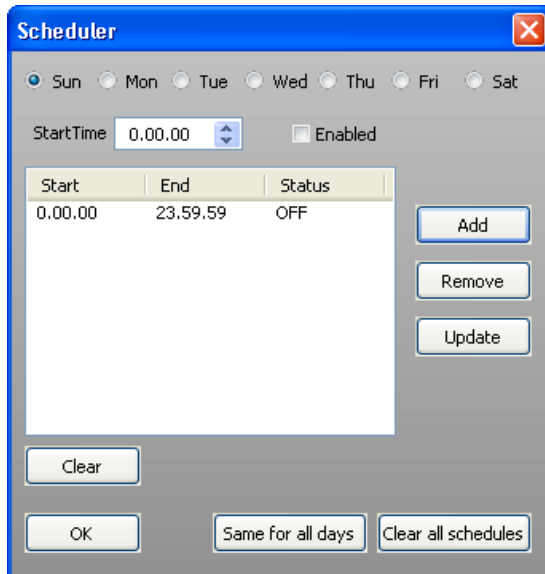 Scheduler
Sun Mon Tue Wed Thu Fri Sat
StartTime 0.00.00 Enabled
Start End Status
0.00.00 23.59.59 OFF
Add
Remove
Update
Clear
OK Same for all days Clear all schedules